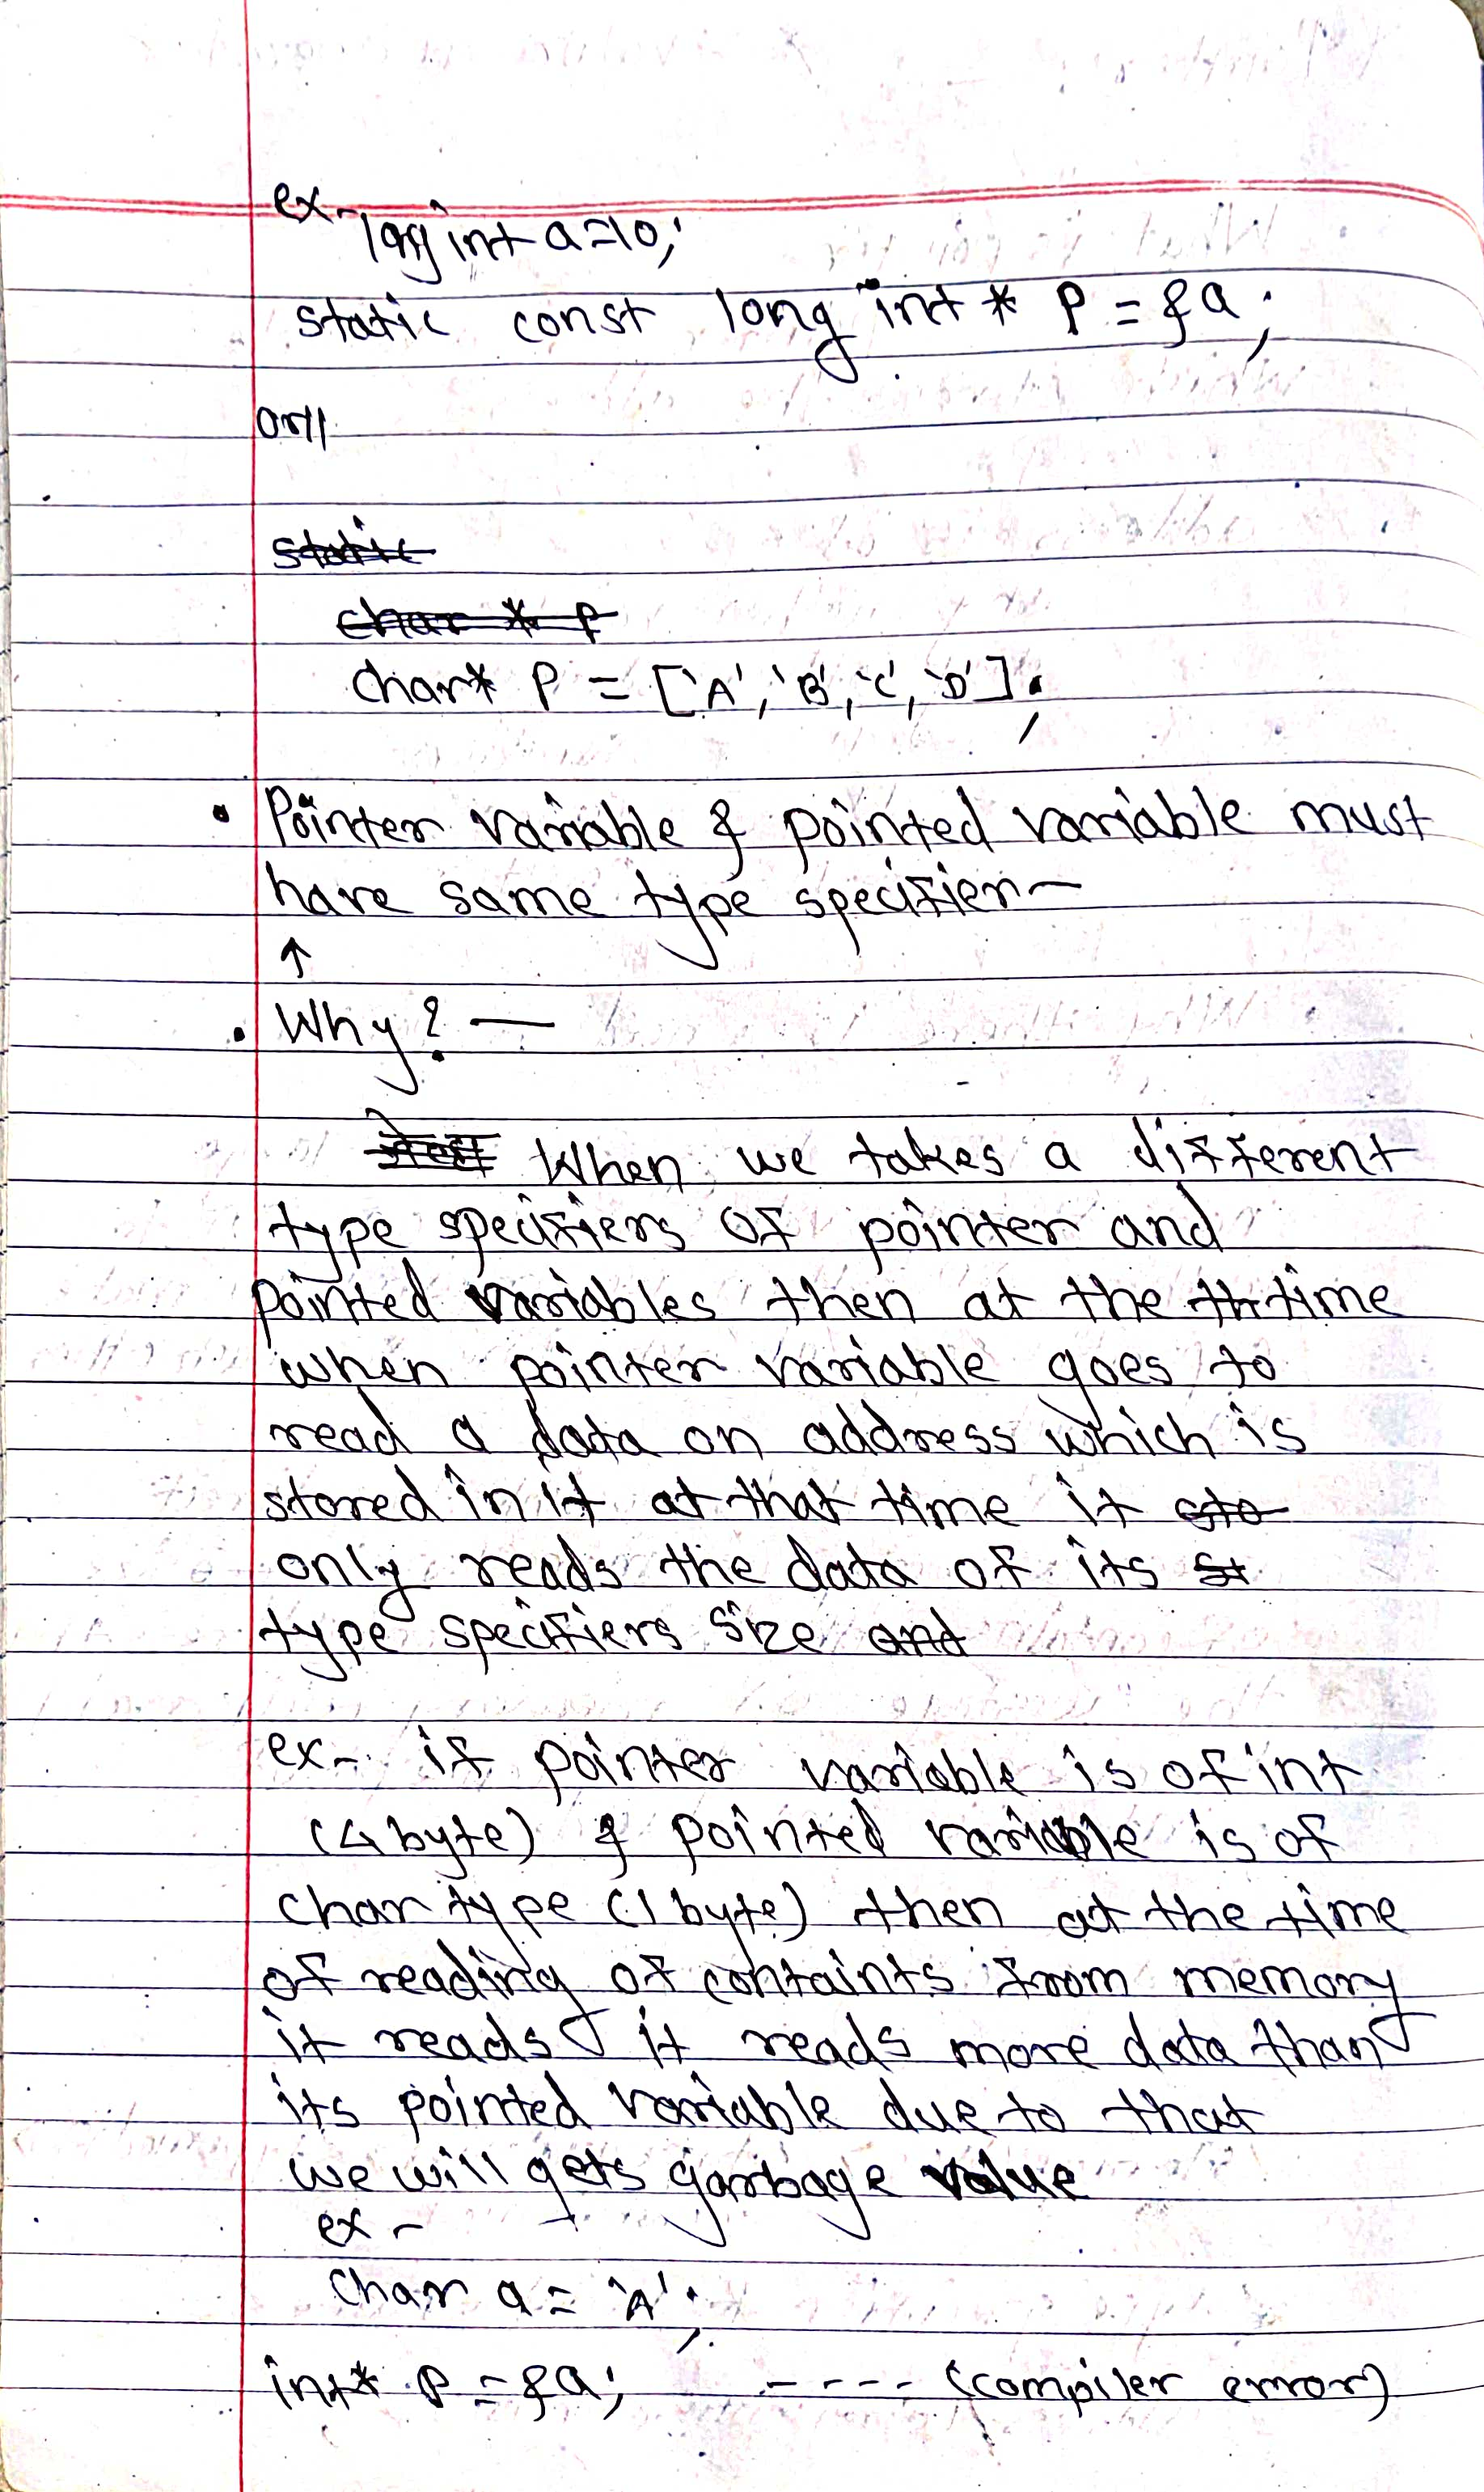 ex-
long int a=10;
static const long int * p = &a;
or||
static
char * p
char* p = ['A', 'B', 'C', 'D'];
• Pointer variable & pointed variable must
have same type specifier—
↑
• Why? —
When we takes a different
type specifiers of pointer and
pointed variables then at the th time
when pointer variable goes to
read a data on address which is
stored in it at that time it sto
only reads the data of its st
type specifiers size and
ex- if pointer variable is of int
(4 byte) & pointed variable is of
char type (1 byte) then at the time
of reading of containts from memory
it reads it reads more data than
its pointed variable due to that
we will gets garbage value
ex -
char a = 'A';
int* p = &a; ---- (compiler error)